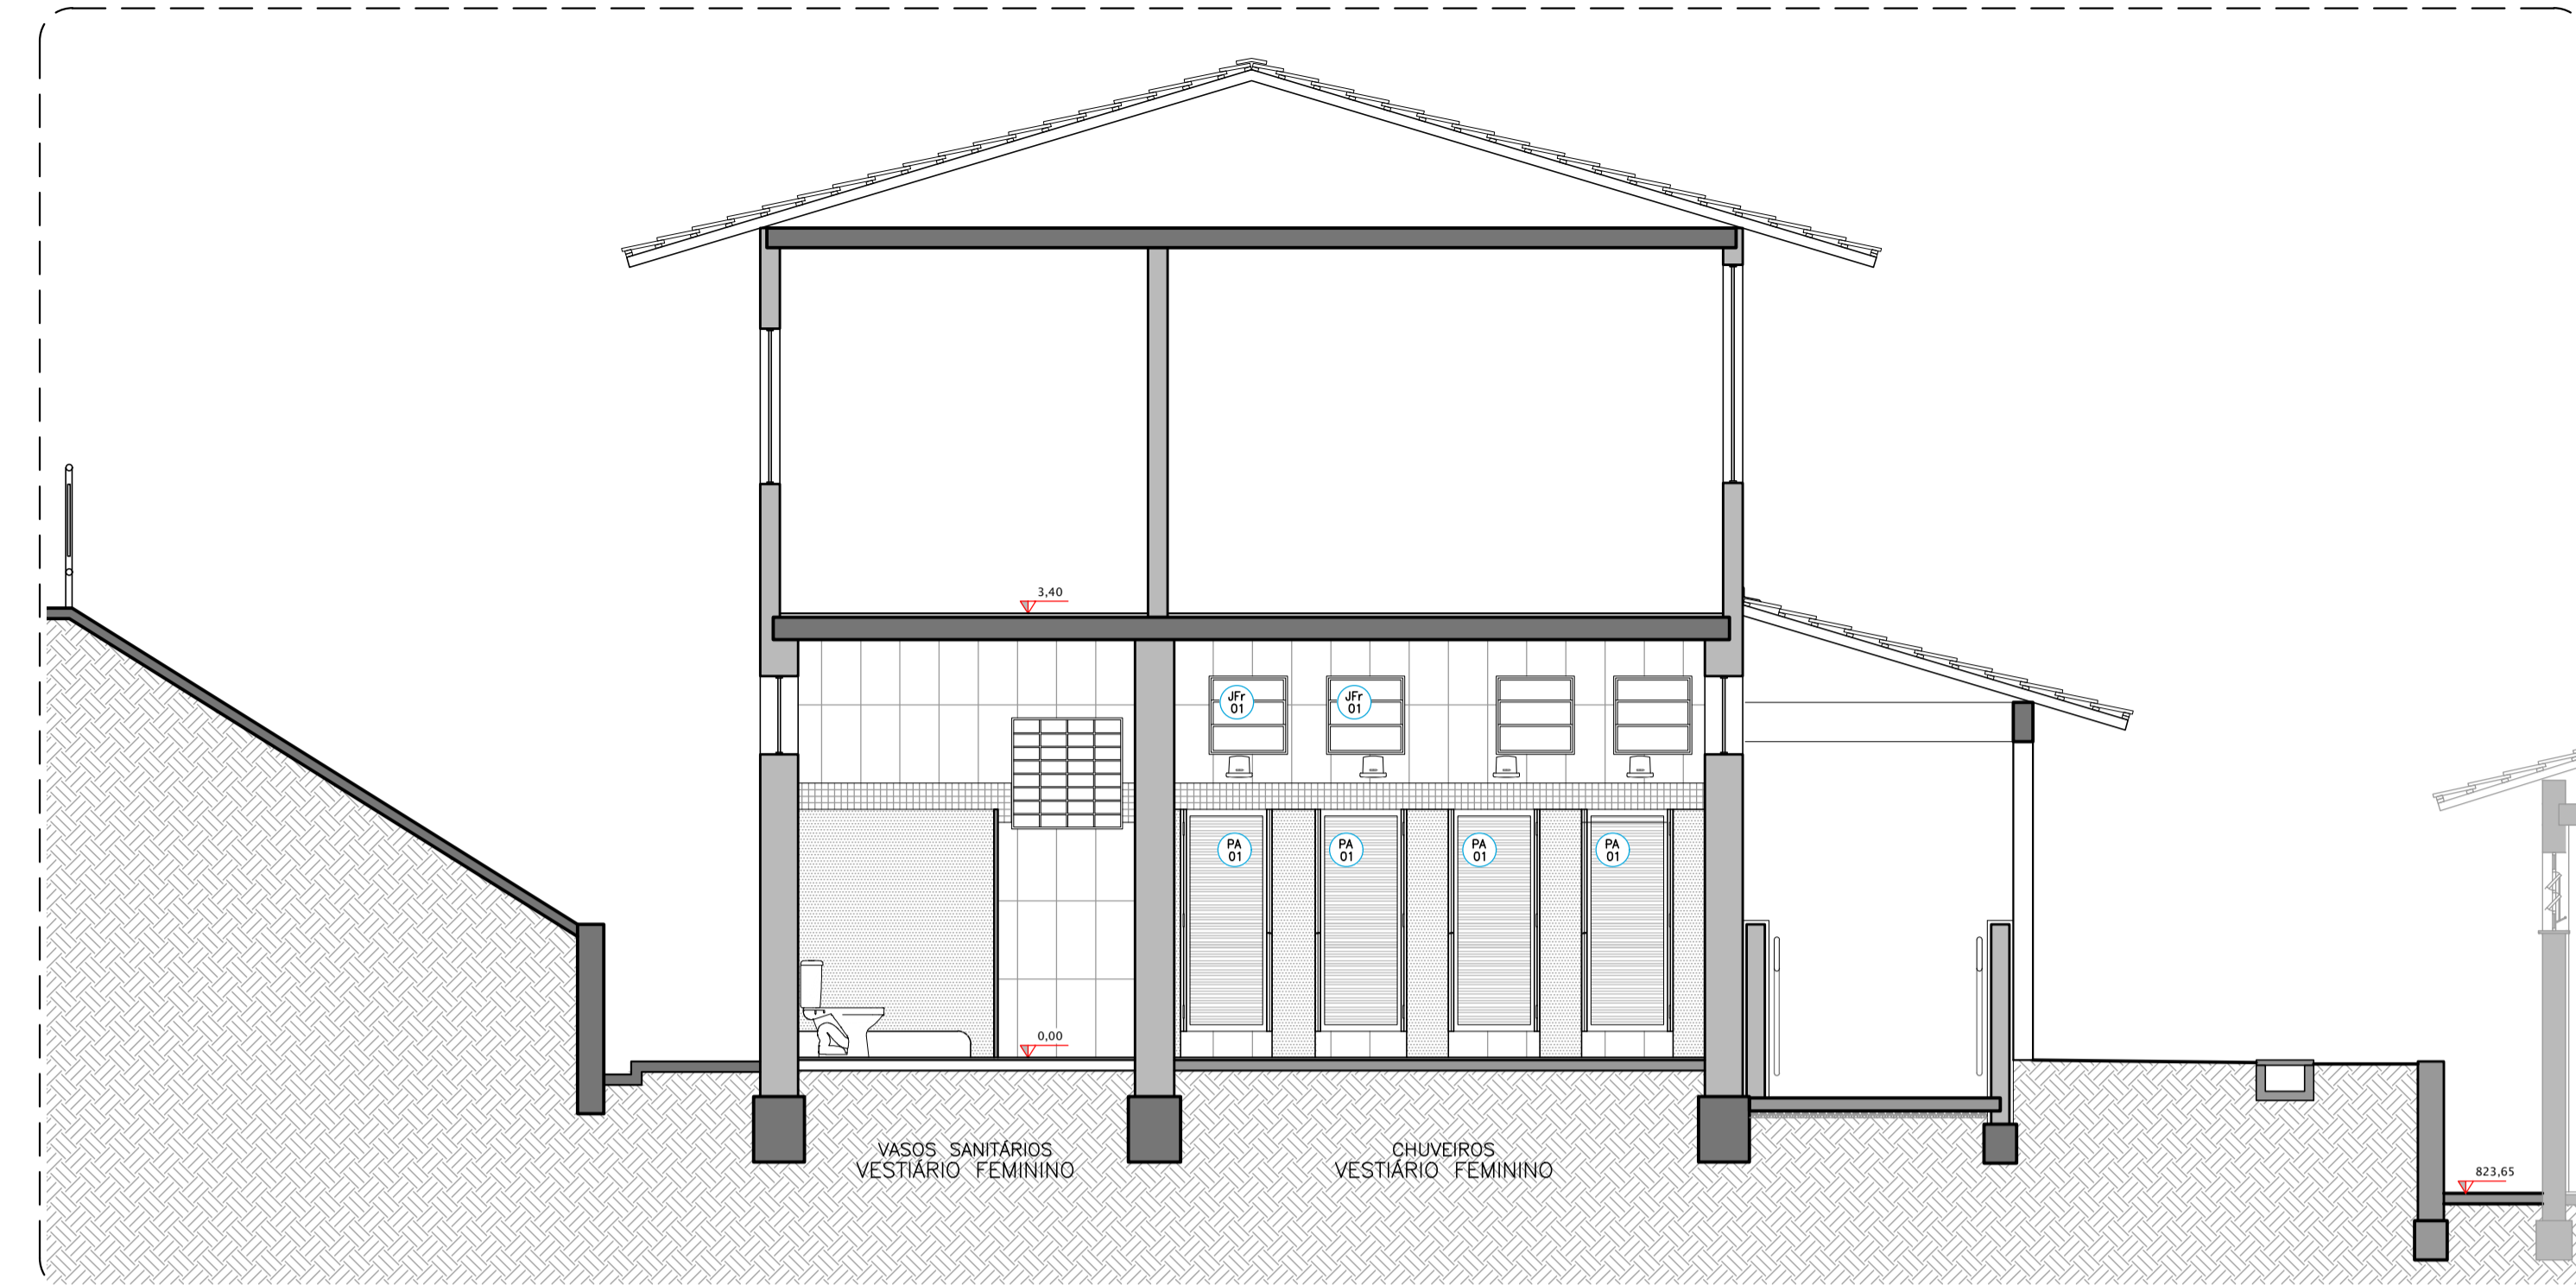 3,40
JFr
01
JFr
01
PA
01
PA
01
PA
01
PA
01
0,00
VASOS SANITÁRIOS
VESTIÁRIO FEMININO
CHUVEIROS
VESTIÁRIO FEMININO
823,65